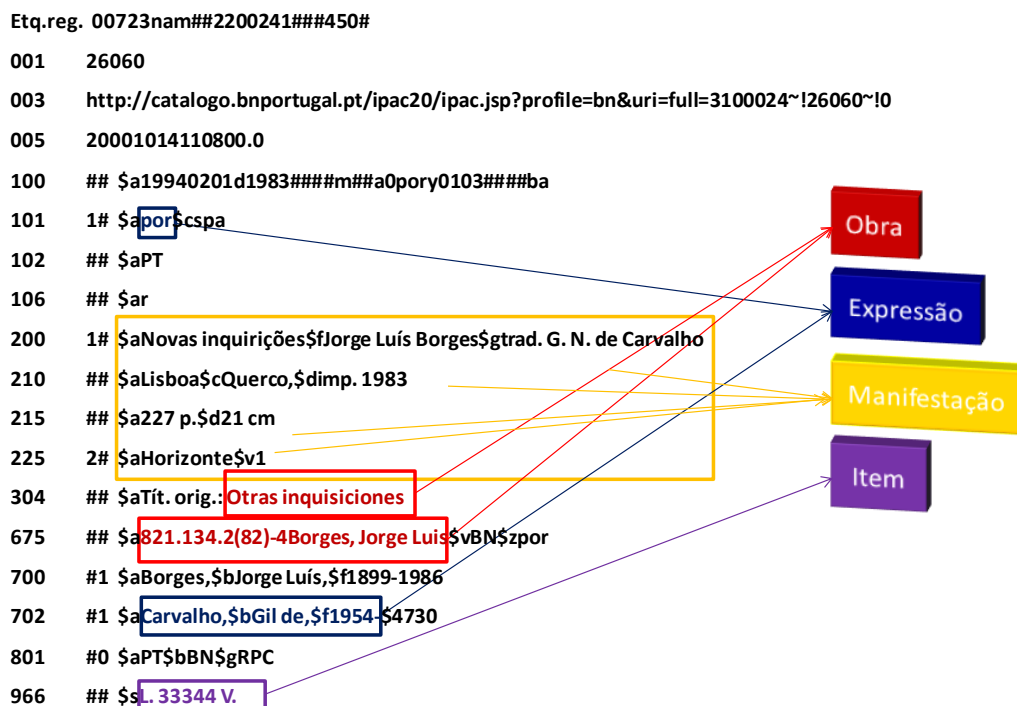 Etq.reg. 00723nam##2200241###450#
001 26060
003 http://catalogo.bnportugal.pt/ipac20/ipac.jsp?profile=bn&uri=full=3100024~!26060~!0
005 20001014110800.0
100 ## $a19940201d1983####m##a0pory0103####ba
101 1# $apor$cspa
102 ## $aPT
106 ## $ar
200 1# $aNovas inquirições$fJorge Luís Borges$gtrad. G. N. de Carvalho
210 ## $aLisboa$cQuerco,$dimp. 1983
215 ## $a227 p.$d21 cm
225 2# $aHorizonte$v1
304 ## $aTít. orig.: Otras inquisiciones
675 ## $a821.134.2(82)-4Borges, Jorge Luis$vBN$zpor
700 #1 $aBorges,$bJorge Luís,$f1899-1986
702 #1 $aCarvalho,$bGil de,$f1954-$4730
801 #0 $aPT$bBN$gRPC
966 ## $sL. 33344 V.
Obra
Expressão
Manifestação
Item